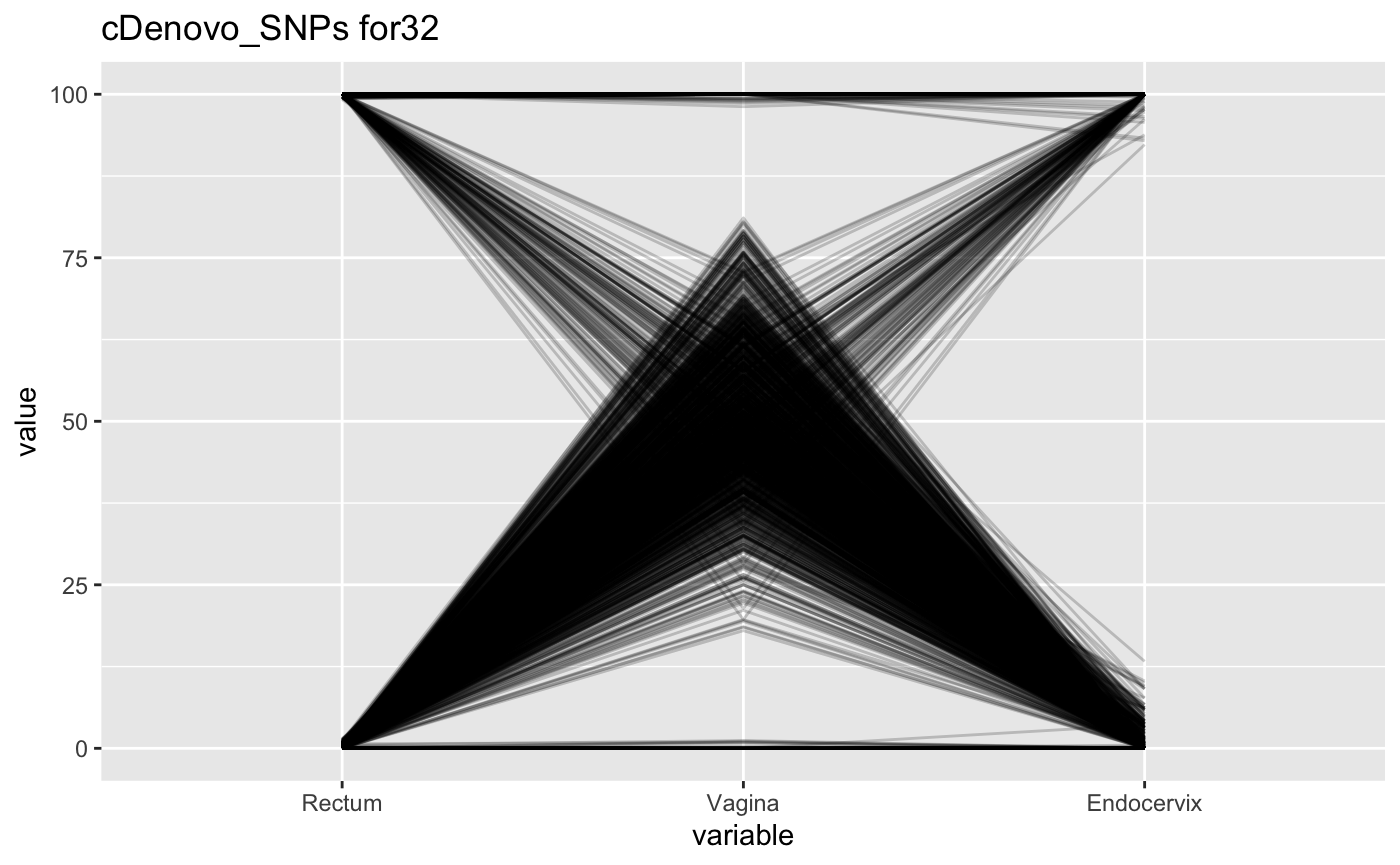 cDenovo_SNPs for32
100
75
50
25
0
value
Rectum Vagina Endocervix
variable